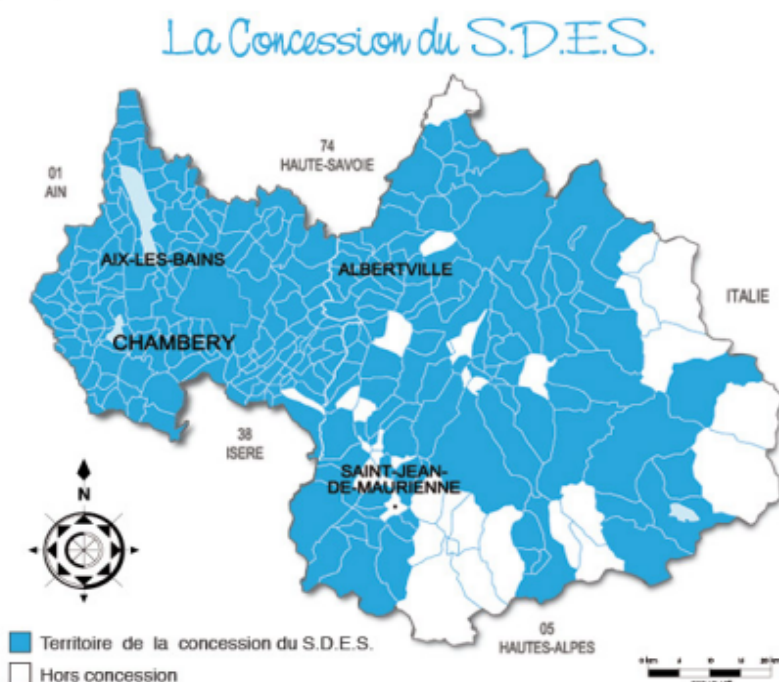 La Concession du S.D.E.S.
74
HAUTE-SAVOIE
01
AIN
AIX-LES-BAINS
ALBERTVILLE
ITALIE
CHAMBERY
38
ISERE
SAINT-JEAN-
DE-MAURIENNE
N
05
HAUTES-ALPES
Territoire de la concession du S.D.E.S.
Hors concession